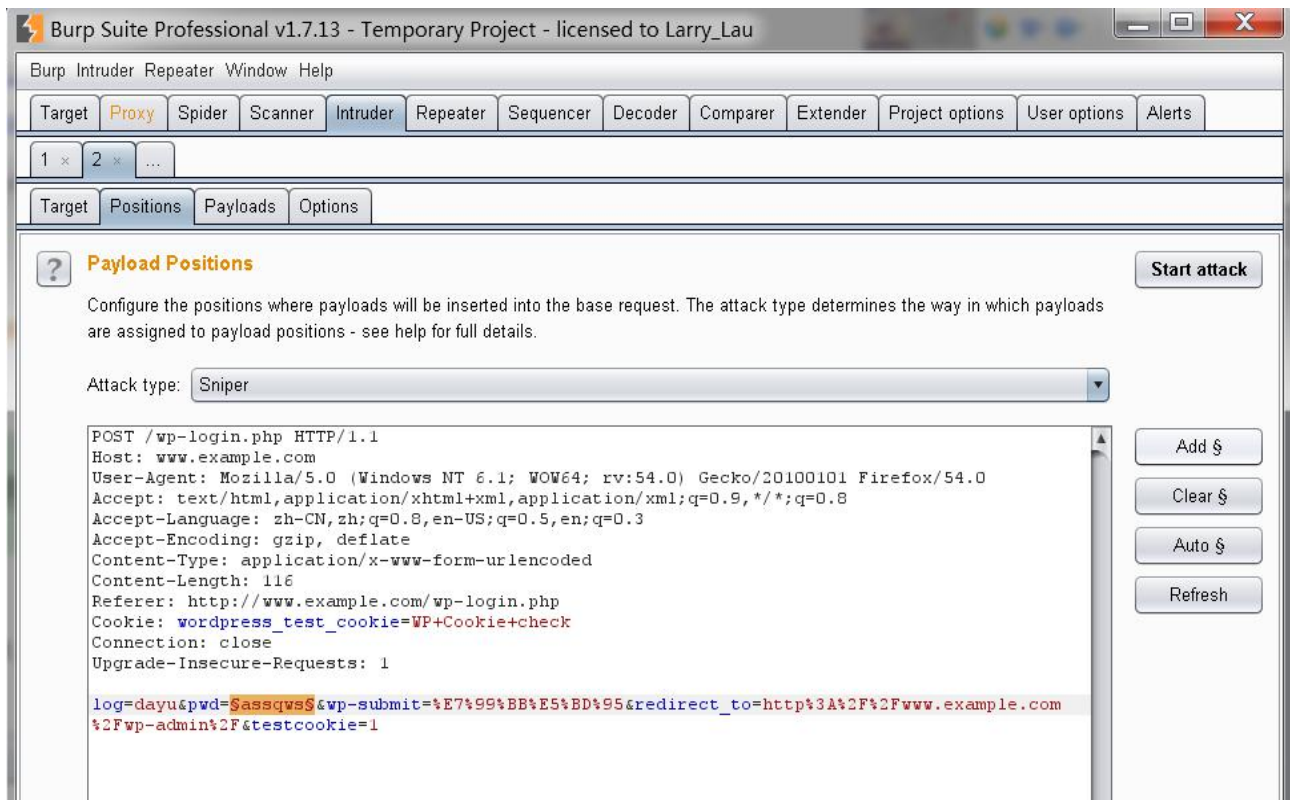 Burp Suite Professional v1.7.13 - Temporary Project - licensed to Larry_Lau
Burp Intruder Repeater Window Help
Target Proxy Spider Scanner Intruder Repeater Sequencer Decoder Comparer Extender Project options User options Alerts
1 × 2 × ...
Target Positions Payloads Options
? Payload Positions
Start attack
Configure the positions where payloads will be inserted into the base request. The attack type determines the way in which payloads
are assigned to payload positions - see help for full details.
Attack type: Sniper
POST /wp-login.php HTTP/1.1
Host: www.example.com
User-Agent: Mozilla/5.0 (Windows NT 6.1; WOW64; rv:54.0) Gecko/20100101 Firefox/54.0
Accept: text/html,application/xhtml+xml,application/xml;q=0.9,*/*;q=0.8
Accept-Language: zh-CN,zh;q=0.8,en-US;q=0.5,en;q=0.3
Accept-Encoding: gzip, deflate
Content-Type: application/x-www-form-urlencoded
Content-Length: 116
Referer: http://www.example.com/wp-login.php
Cookie: wordpress_test_cookie=WP+Cookie+check
Connection: close
Upgrade-Insecure-Requests: 1
log=dayu&pwd=§assqws§&wp-submit=%E7%99%BB%E5%BD%95&redirect_to=http%3A%2F%2Fwww.example.com
%2Fwp-admin%2F&testcookie=1
Add §
Clear §
Auto §
Refresh